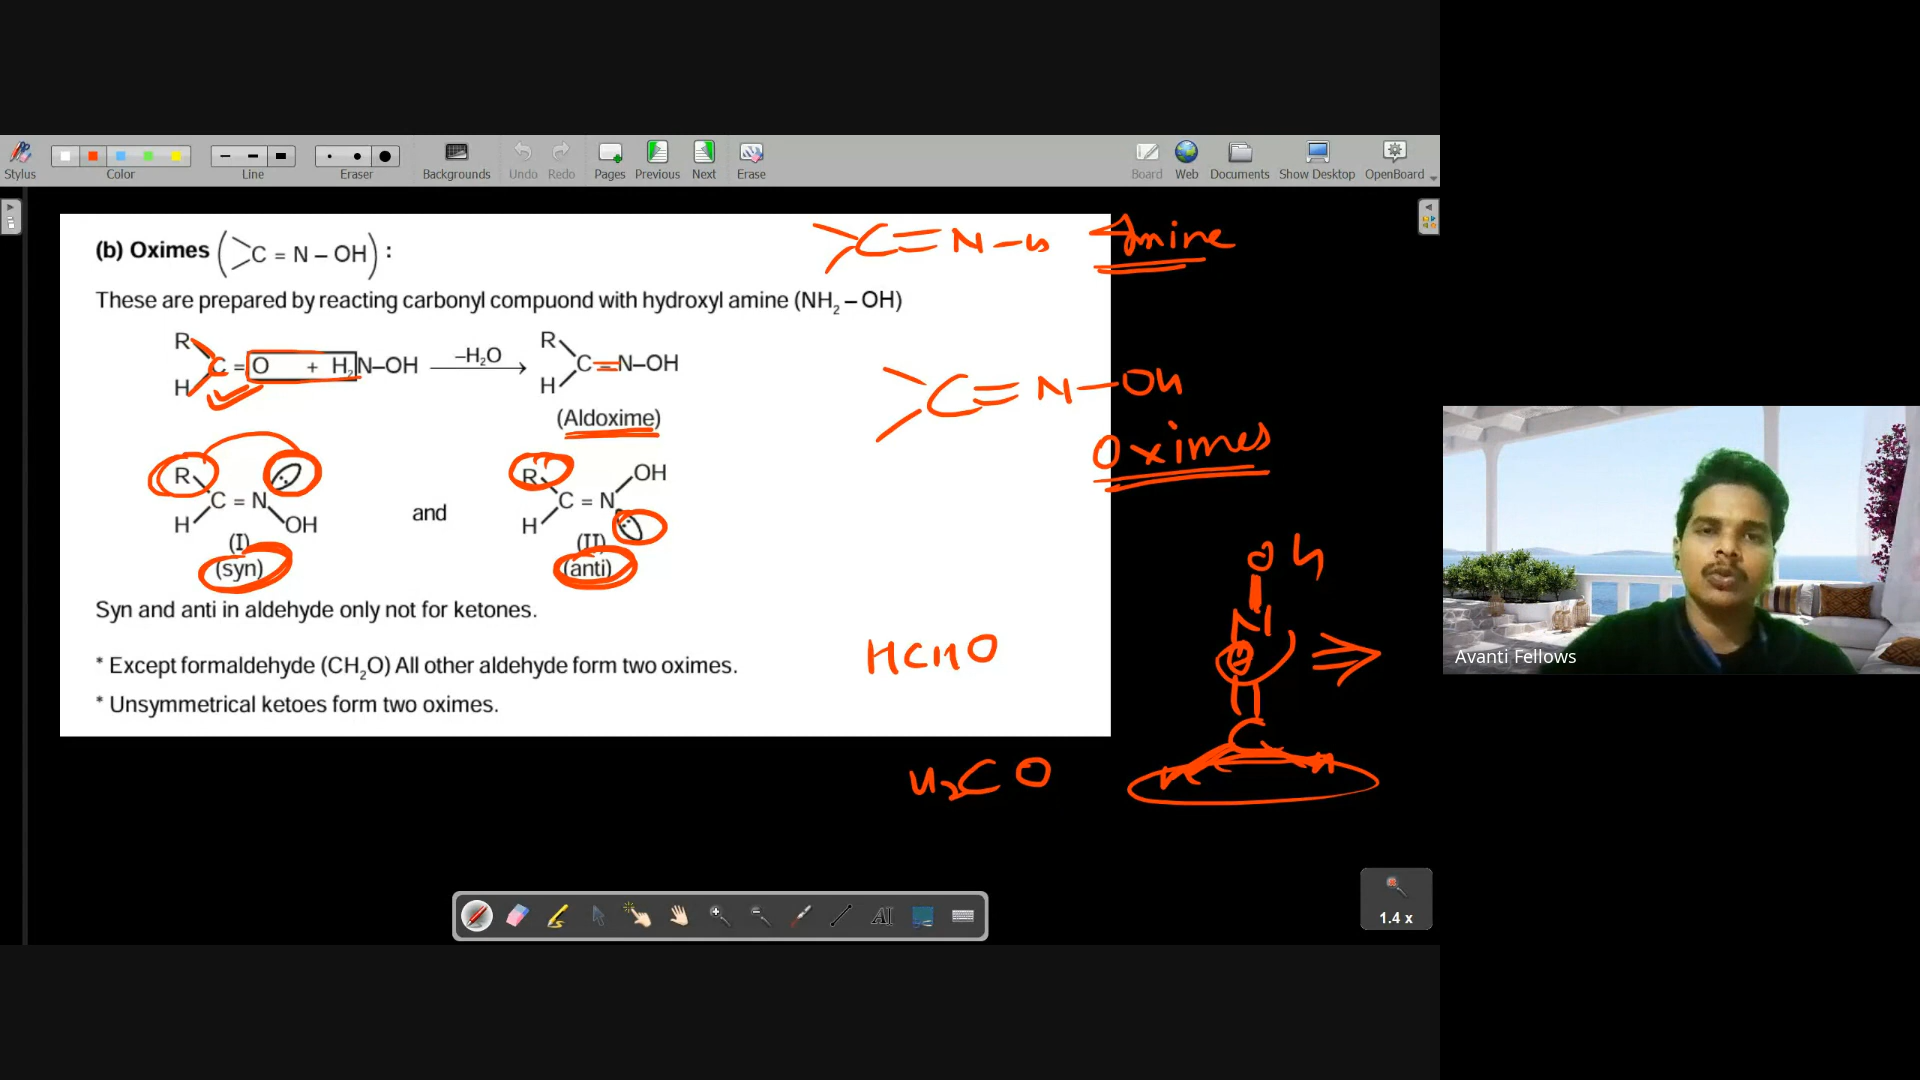 Stylus Color Line Eraser Backgrounds Undo Redo Pages Previous Next Erase Board Web Documents Show Desktop OpenBoard
(b) Oximes ( >C = N – OH ) :
C=N–H Amine
These are prepared by reacting carbonyl compuond with hydroxyl amine (NH₂ – OH)
R H C = O + H₂N–OH –H₂O → R H C = N–OH
(Aldoxime)
C=N–OH
Oximes
R H C = N OH
(I)
(syn)
and
R H C = N OH
(II)
(anti)
Syn and anti in aldehyde only not for ketones.
* Except formaldehyde (CH₂O) All other aldehyde form two oximes.
* Unsymmetrical ketoes form two oximes.
HCHO
H₂CO
OH
N
C
Avanti Fellows
1.4 x